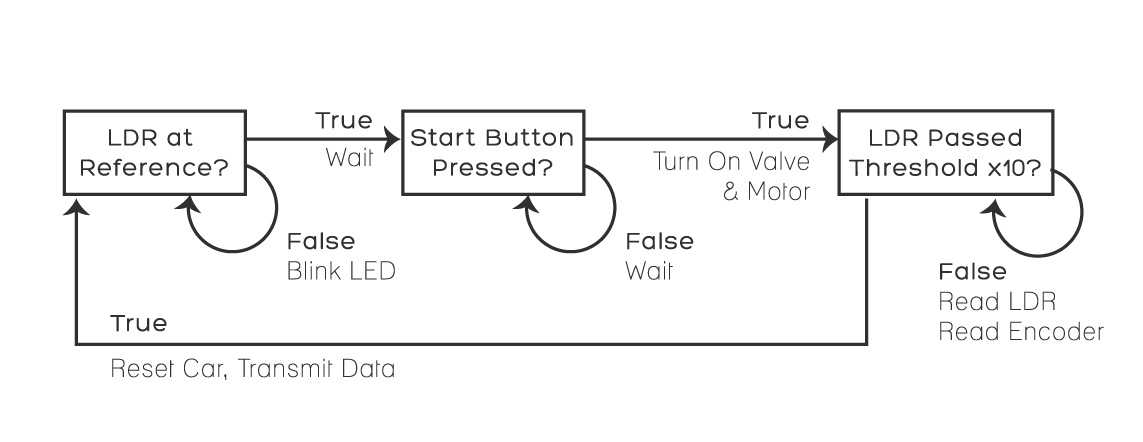 LDR at
Reference?
True
Wait
Start Button
Pressed?
True
Turn On Valve
& Motor
LDR Passed
Threshold x10?
False
Blink LED
False
Wait
False
Read LDR
Read Encoder
True
Reset Car, Transmit Data